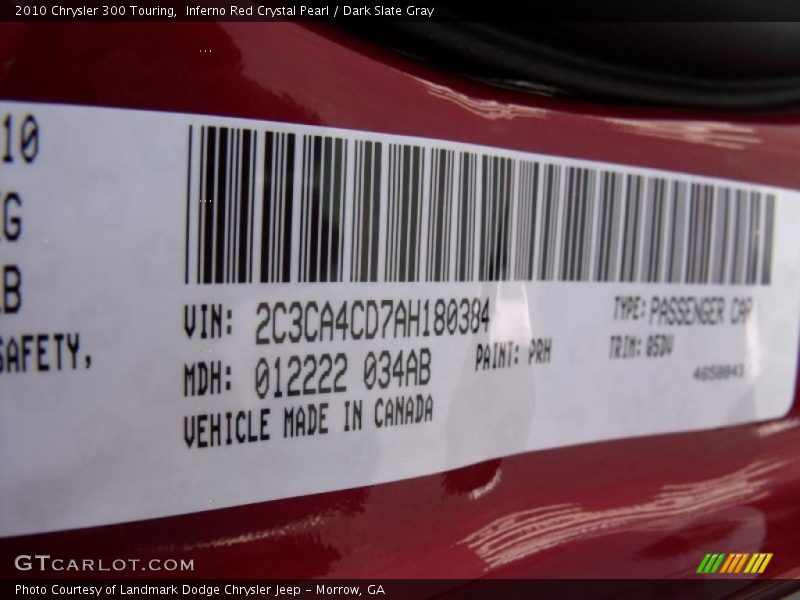 2010 Chrysler 300 Touring, Inferno Red Crystal Pearl / Dark Slate Gray
10
G
B
SAFETY,
VIN: 2C3CA4CD7AH180384
TYPE: PASSENGER CAR
MDH: 012222 034AB
PAINT: PRH
TRIM: Q5DV
VEHICLE MADE IN CANADA
4658043
GTCARLOT.COM
Photo Courtesy of Landmark Dodge Chrysler Jeep - Morrow, GA